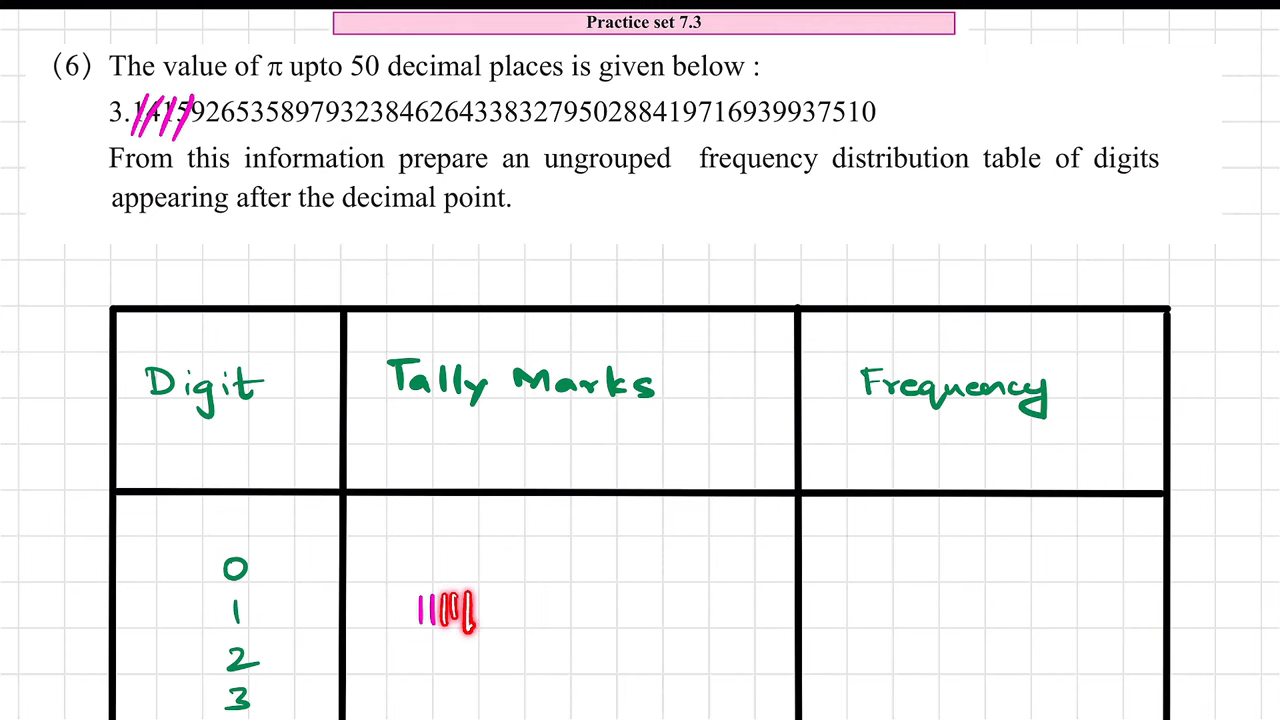 Practice set 7.3
(6) The value of π upto 50 decimal places is given below :
3.14159265358979323846264338327950288419716939937510
From this information prepare an ungrouped frequency distribution table of digits
appearing after the decimal point.
Digit Tally Marks Frequency
0
1
2
3